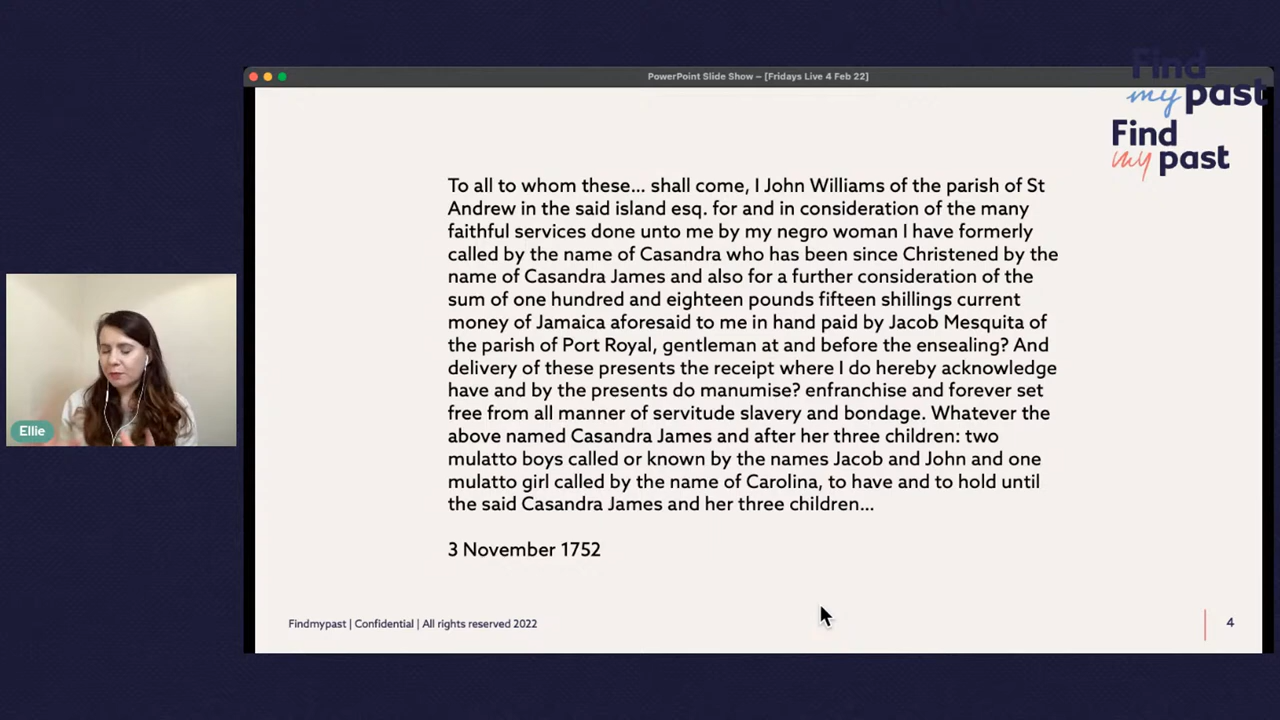 PowerPoint Slide Show – [Fridays Live 4 Feb 22]
Find
my past
Find
my past
To all to whom these... shall come, I John Williams of the parish of St
Andrew in the said island esq. for and in consideration of the many
faithful services done unto me by my negro woman I have formerly
called by the name of Casandra who has been since Christened by the
name of Casandra James and also for a further consideration of the
sum of one hundred and eighteen pounds fifteen shillings current
money of Jamaica aforesaid to me in hand paid by Jacob Mesquita of
the parish of Port Royal, gentleman at and before the ensealing? And
delivery of these presents the receipt where I do hereby acknowledge
have and by the presents do manumise? enfranchise and forever set
free from all manner of servitude slavery and bondage. Whatever the
above named Casandra James and after her three children: two
mulatto boys called or known by the names Jacob and John and one
mulatto girl called by the name of Carolina, to have and to hold until
the said Casandra James and her three children...
3 November 1752
Ellie
Findmypast | Confidential | All rights reserved 2022
4